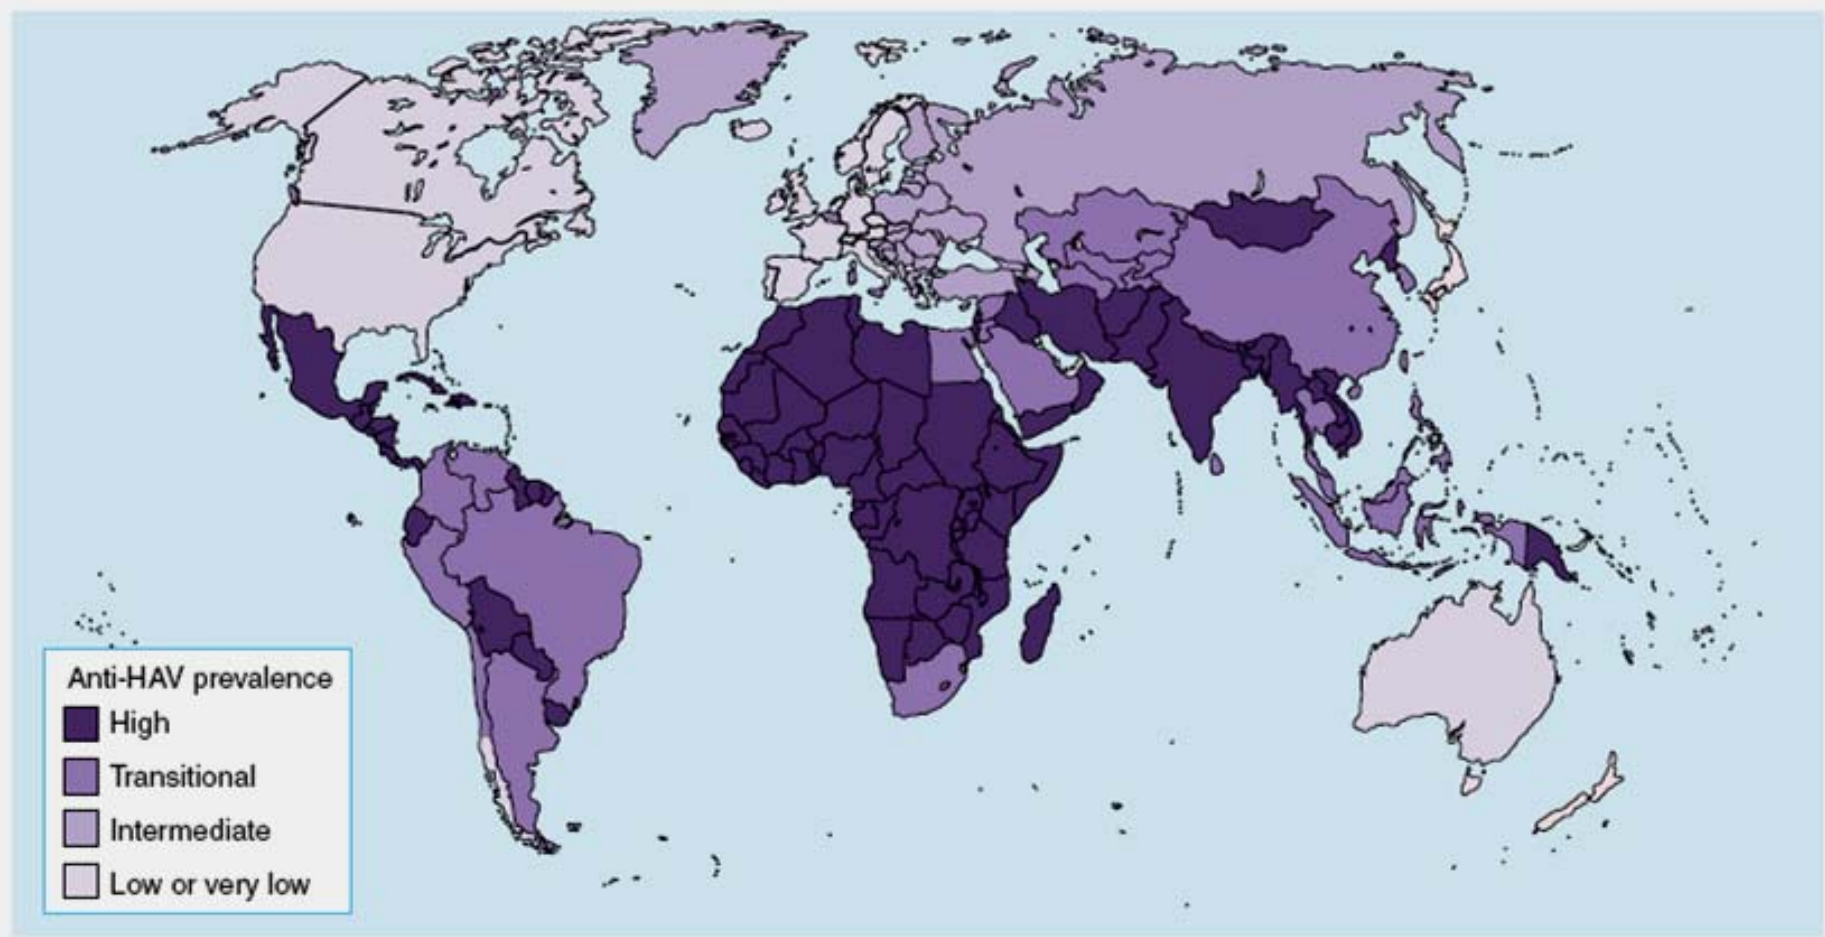 Anti-HAV prevalence
High
Transitional
Intermediate
Low or very low